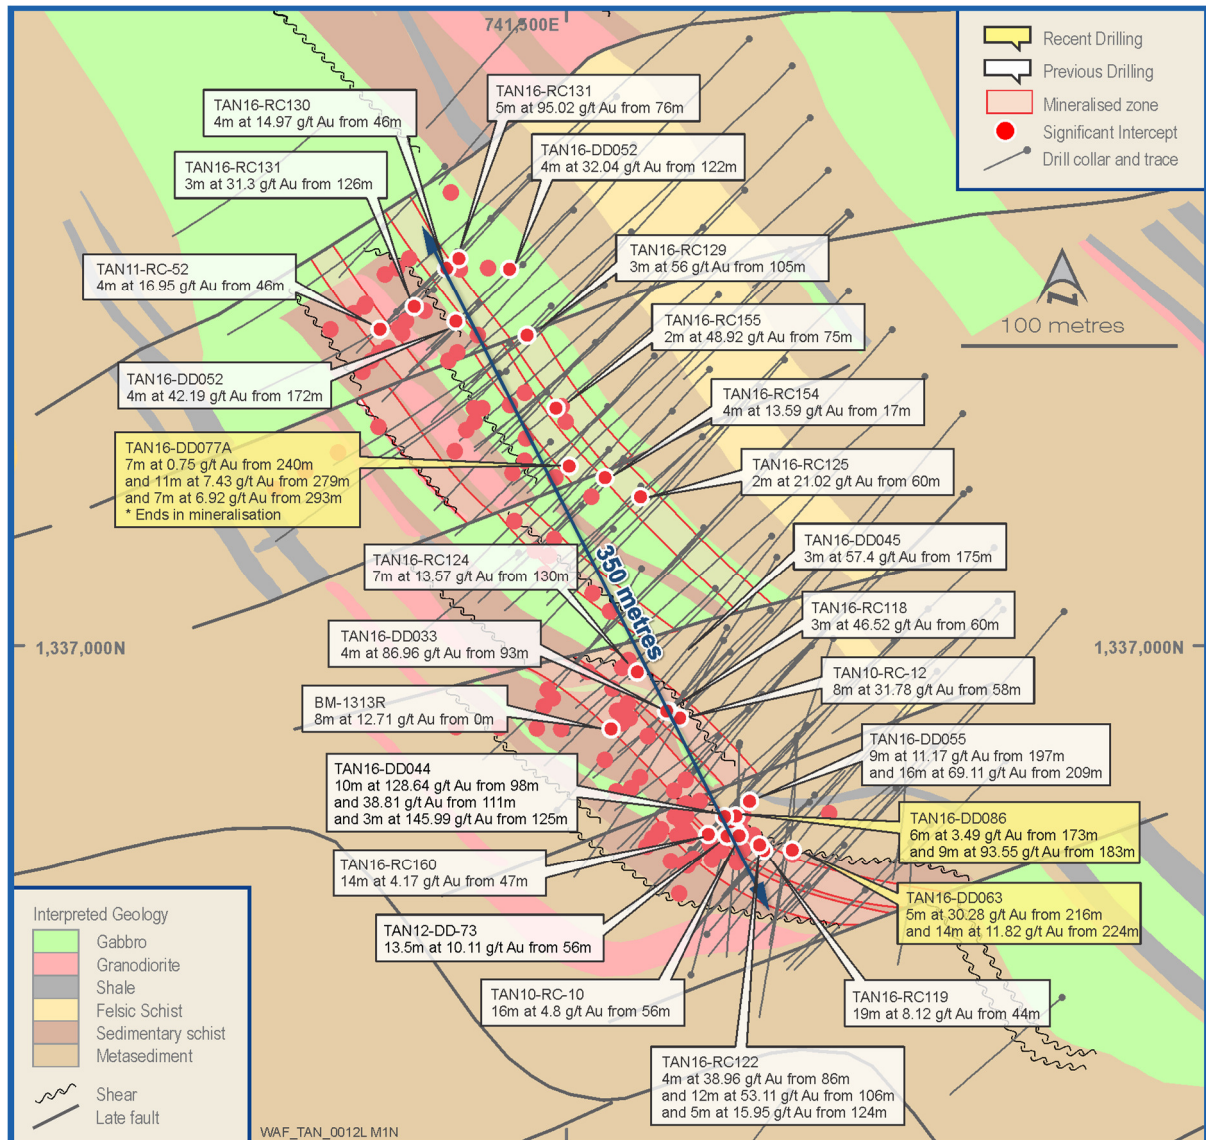 741,500E
Recent Drilling
Previous Drilling
Mineralised zone
Significant Intercept
Drill collar and trace
TAN16-RC130
4m at 14.97 g/t Au from 46m
TAN16-RC131
5m at 95.02 g/t Au from 76m
TAN16-RC131
3m at 31.3 g/t Au from 126m
TAN16-DD052
4m at 32.04 g/t Au from 122m
TAN11-RC-52
4m at 16.95 g/t Au from 46m
TAN16-RC129
3m at 56 g/t Au from 105m
N
100 metres
TAN16-RC155
2m at 48.92 g/t Au from 75m
TAN16-DD052
4m at 42.19 g/t Au from 172m
TAN16-RC154
4m at 13.59 g/t Au from 17m
TAN16-DD077A
7m at 0.75 g/t Au from 240m
and 11m at 7.43 g/t Au from 279m
and 7m at 6.92 g/t Au from 293m
* Ends in mineralisation
TAN16-RC125
2m at 21.02 g/t Au from 60m
TAN16-RC124
7m at 13.57 g/t Au from 130m
350 metres
TAN16-DD045
3m at 57.4 g/t Au from 175m
TAN16-RC118
3m at 46.52 g/t Au from 60m
TAN16-DD033
4m at 86.96 g/t Au from 93m
1,337,000N
1,337,000N
TAN10-RC-12
8m at 31.78 g/t Au from 58m
BM-1313R
8m at 12.71 g/t Au from 0m
TAN16-DD055
9m at 11.17 g/t Au from 197m
and 16m at 69.11 g/t Au from 209m
TAN16-DD044
10m at 128.64 g/t Au from 98m
and 38.81 g/t Au from 111m
and 3m at 145.99 g/t Au from 125m
TAN16-DD086
6m at 3.49 g/t Au from 173m
and 9m at 93.55 g/t Au from 183m
TAN16-RC160
14m at 4.17 g/t Au from 47m
TAN16-DD063
5m at 30.28 g/t Au from 216m
and 14m at 11.82 g/t Au from 224m
TAN12-DD-73
13.5m at 10.11 g/t Au from 56m
TAN10-RC-10
16m at 4.8 g/t Au from 56m
TAN16-RC119
19m at 8.12 g/t Au from 44m
TAN16-RC122
4m at 38.96 g/t Au from 86m
and 12m at 53.11 g/t Au from 106m
and 5m at 15.95 g/t Au from 124m
Interpreted Geology
Gabbro
Granodiorite
Shale
Felsic Schist
Sedimentary schist
Metasediment
Shear
Late fault
WAF_TAN_0012L M1N